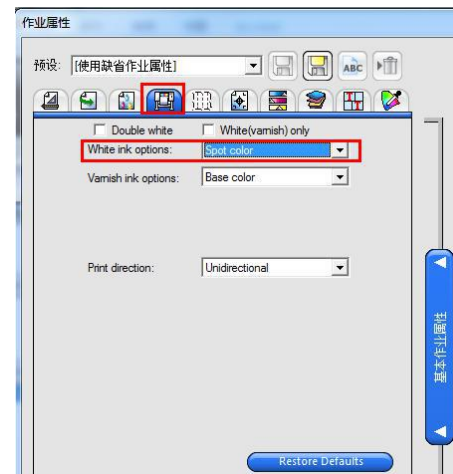 作业属性
预设: [使用缺省作业属性]
ABC
Double white White(varnish) only
White ink options: Spot color
Varnish ink options: Base color
Print direction: Unidirectional
基本作业属性
Restore Defaults